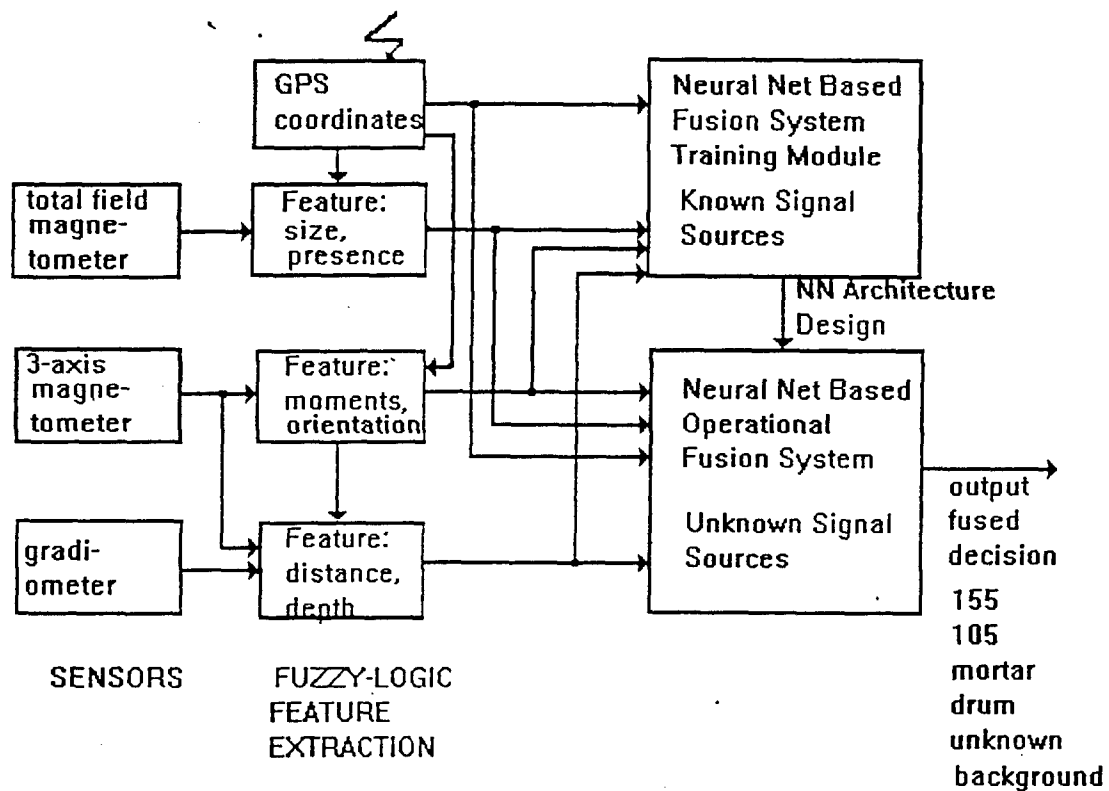 GPS
coordinates
Neural Net Based
Fusion System
Training Module
Known Signal
Sources
total field
magne-
tometer
Feature:
size,
presence
NN Architecture
Design
3-axis
magne-
tometer
Feature:
moments,
orientation
Neural Net Based
Operational
Fusion System
Unknown Signal
Sources
gradi-
ometer
Feature:
distance,
depth
output
fused
decision
155
105
mortar
drum
unknown
background
SENSORS
FUZZY-LOGIC
FEATURE
EXTRACTION